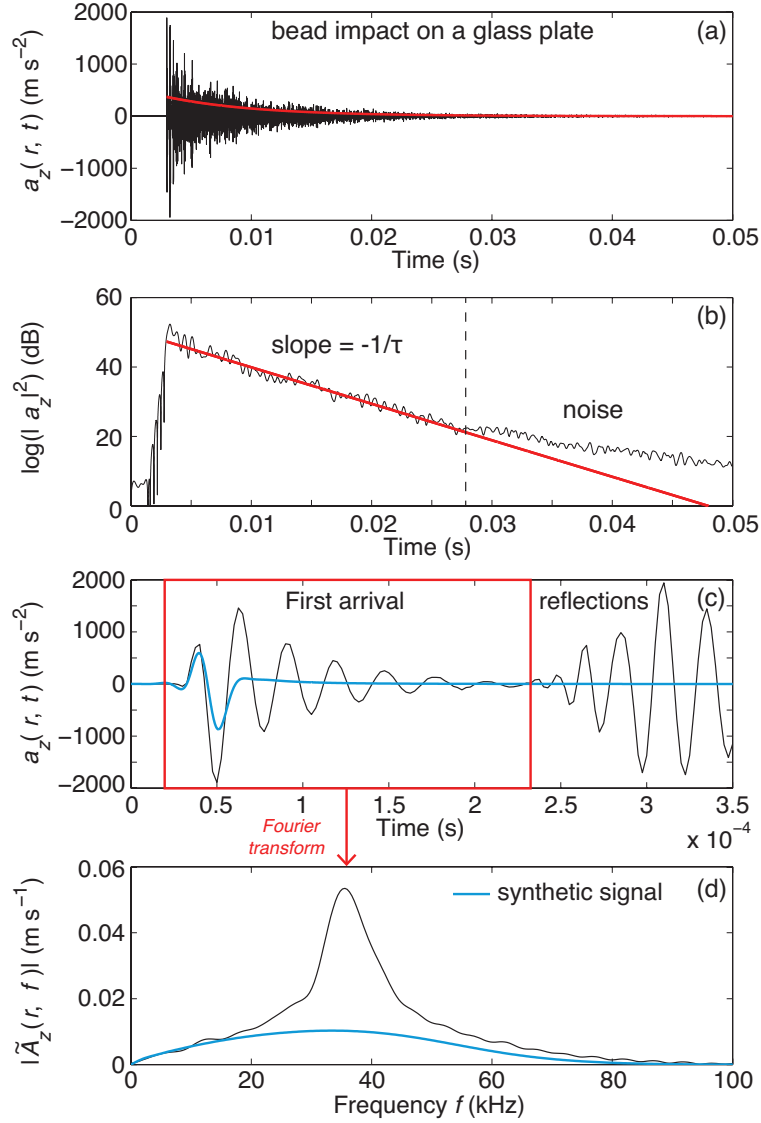 bead impact on a glass plate
(a)
a_z(r, t) (m s⁻²)
2000
1000
0
−1000
−2000
0
0.01
0.02
0.03
0.04
0.05
Time (s)
(b)
log(| a_z|²) (dB)
60
40
20
0
slope = -1/τ
noise
0
0.01
0.02
0.03
0.04
0.05
Time (s)
(c)
a_z(r, t) (m s⁻²)
2000
1000
0
−1000
−2000
First arrival
reflections
0
0.5
1
1.5
2
2.5
3
3.5
Time (s)
x 10⁻⁴
Fourier
transform
(d)
|Ã_z(r, f)| (m s⁻¹)
0.06
0.04
0.02
0
synthetic signal
0
20
40
60
80
100
Frequency f (kHz)